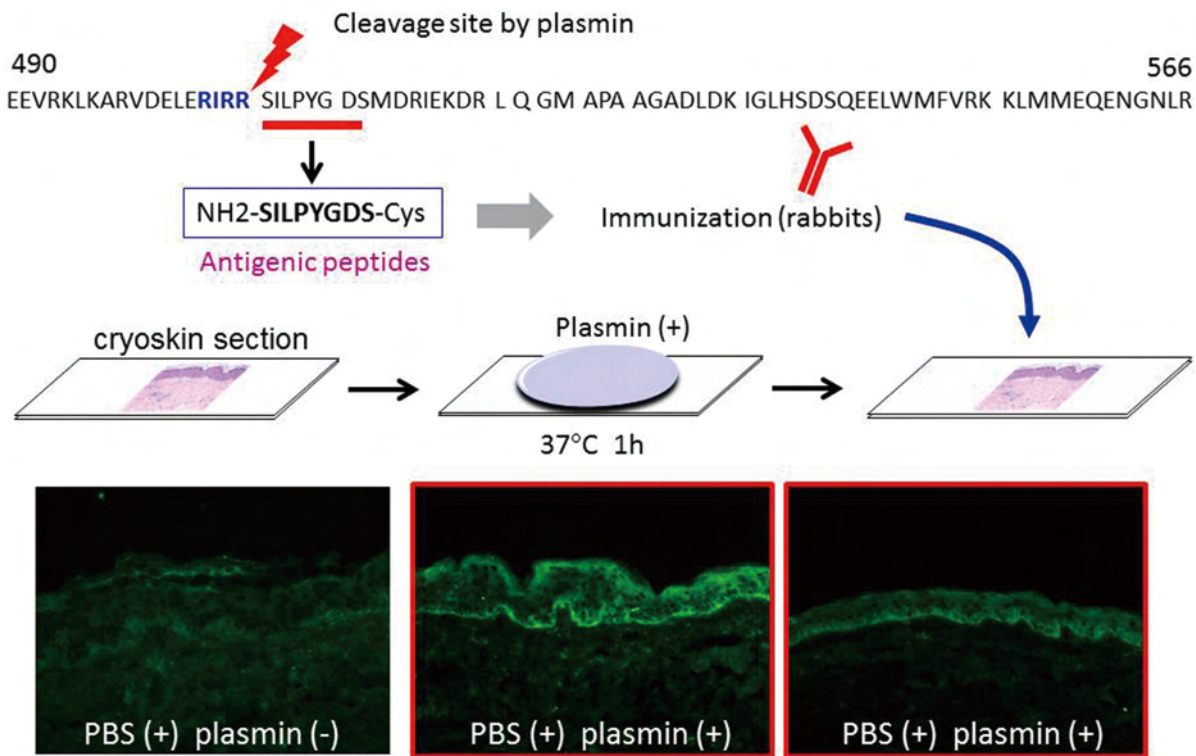 Cleavage site by plasmin
490 566
EEVRKLKARVDELERIRR SILPYG DSMDRIEKDR L Q GM APA AGADLDK IGLHSDSQEELWMFVRK KLMMEQENGNLR
NH2-SILPYGDS-Cys
Immunization (rabbits)
Antigenic peptides
cryoskin section
Plasmin (+)
37°C 1h
PBS (+) plasmin (-)
PBS (+) plasmin (+)
PBS (+) plasmin (+)